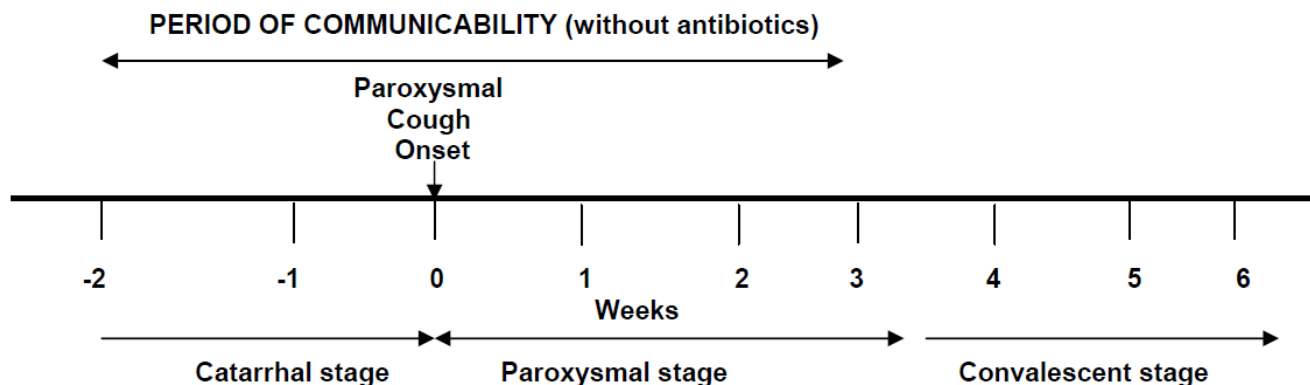 PERIOD OF COMMUNICABILITY (without antibiotics)
Paroxysmal
Cough
Onset
-2 -1 0 1 2 3 4 5 6
Weeks
Catarrhal stage Paroxysmal stage Convalescent stage